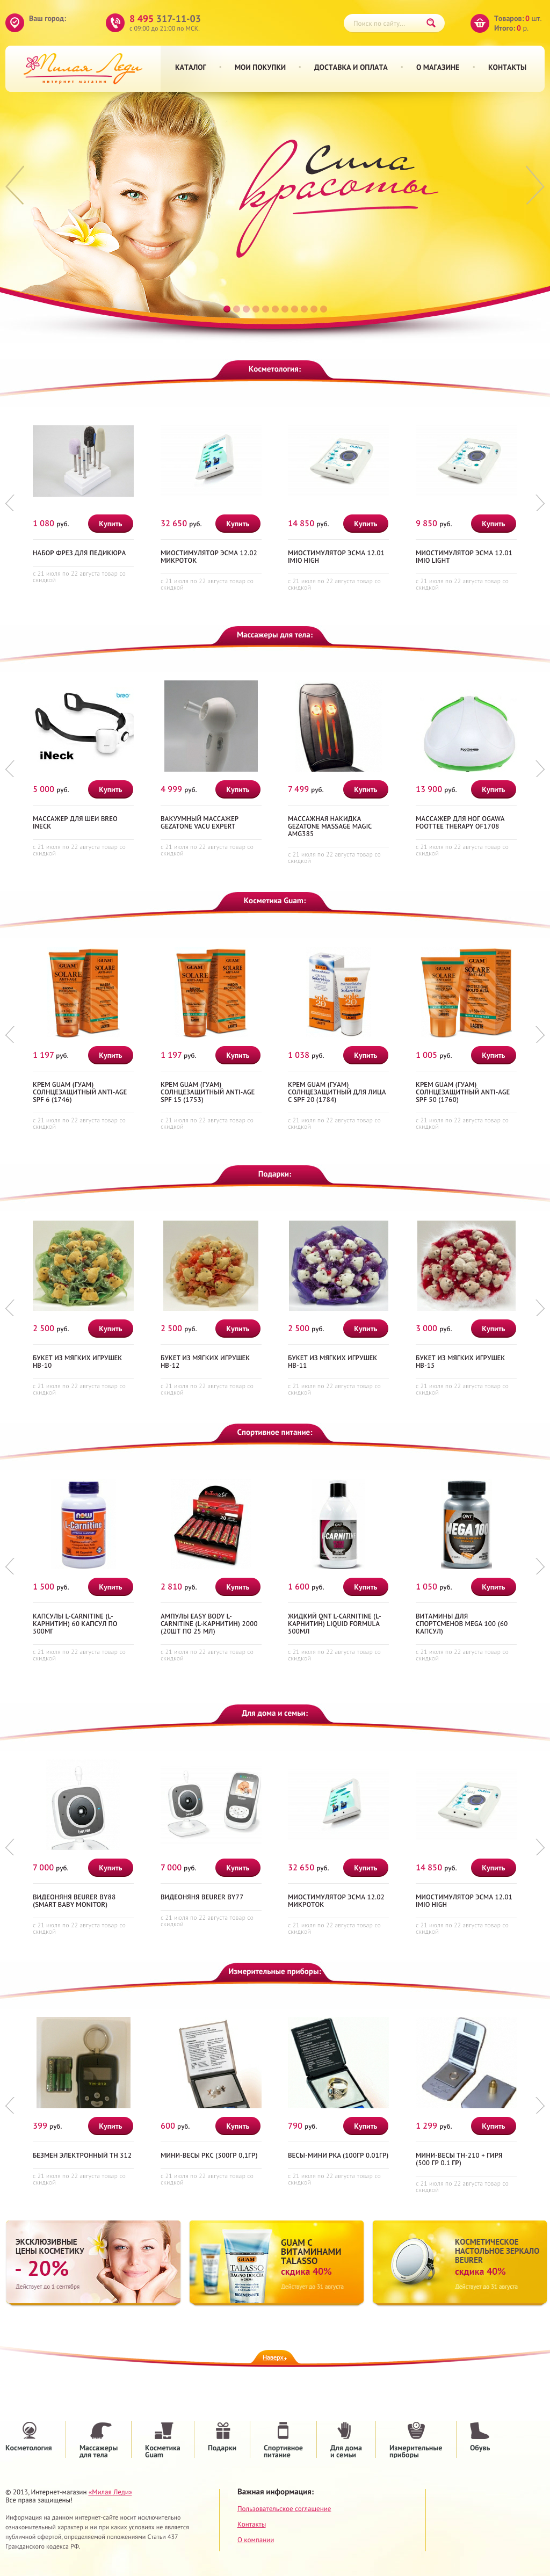 Ваш город:
8 495 317-11-03
с 09:00 до 21:00 по МСК.
Поиск по сайту...
Товаров: 0 шт.
Итого: 0 р.
Милая Леди
интернет магазин
КАТАЛОГ
МОИ ПОКУПКИ
ДОСТАВКА И ОПЛАТА
О МАГАЗИНЕ
КОНТАКТЫ
Сила
красоты
Косметология:
1 080 руб. Купить
32 650 руб. Купить
14 850 руб. Купить
9 850 руб. Купить
НАБОР ФРЕЗ ДЛЯ ПЕДИКЮРА
с 21 июля по 22 августа товар со
скидкой
МИОСТИМУЛЯТОР ЭСМА 12.02
МИКРОТОК
с 21 июля по 22 августа товар со
скидкой
МИОСТИМУЛЯТОР ЭСМА 12.01
IMIO HIGH
с 21 июля по 22 августа товар со
скидкой
МИОСТИМУЛЯТОР ЭСМА 12.01
IMIO LIGHT
с 21 июля по 22 августа товар со
скидкой
Массажеры для тела:
breo
iNeck
5 000 руб. Купить
4 999 руб. Купить
7 499 руб. Купить
13 900 руб. Купить
МАССАЖЕР ДЛЯ ШЕИ BREO
INECK
с 21 июля по 22 августа товар со
скидкой
ВАКУУМНЫЙ МАССАЖЕР
GEZATONE VACU EXPERT
с 21 июля по 22 августа товар со
скидкой
МАССАЖНАЯ НАКИДКА
GEZATONE MASSAGE MAGIC
AMG385
с 21 июля по 22 августа товар со
скидкой
МАССАЖЕР ДЛЯ НОГ OGAWA
FOOTTEE THERAPY OF1708
с 21 июля по 22 августа товар со
скидкой
Косметика Guam:
GUAM
SOLARE
GUAM
SOLARE
GUAM
SOLARE
GUAM
SOLARE
1 197 руб. Купить
1 197 руб. Купить
1 038 руб. Купить
1 005 руб. Купить
КРЕМ GUAM (ГУАМ)
СОЛНЦЕЗАЩИТНЫЙ ANTI-AGE
SPF 6 (1746)
с 21 июля по 22 августа товар со
скидкой
КРЕМ GUAM (ГУАМ)
СОЛНЦЕЗАЩИТНЫЙ ANTI-AGE
SPF 15 (1753)
с 21 июля по 22 августа товар со
скидкой
КРЕМ GUAM (ГУАМ)
СОЛНЦЕЗАЩИТНЫЙ ДЛЯ ЛИЦА
С SPF 20 (1784)
с 21 июля по 22 августа товар со
скидкой
КРЕМ GUAM (ГУАМ)
СОЛНЦЕЗАЩИТНЫЙ ANTI-AGE
SPF 50 (1760)
с 21 июля по 22 августа товар со
скидкой
Подарки:
2 500 руб. Купить
2 500 руб. Купить
2 500 руб. Купить
3 000 руб. Купить
БУКЕТ ИЗ МЯГКИХ ИГРУШЕК
НВ-10
с 21 июля по 22 августа товар со
скидкой
БУКЕТ ИЗ МЯГКИХ ИГРУШЕК
НВ-12
с 21 июля по 22 августа товар со
скидкой
БУКЕТ ИЗ МЯГКИХ ИГРУШЕК
НВ-11
с 21 июля по 22 августа товар со
скидкой
БУКЕТ ИЗ МЯГКИХ ИГРУШЕК
НВ-15
с 21 июля по 22 августа товар со
скидкой
Спортивное питание:
NOW
L-Carnitine
QNT
L-CARNITINE
QNT
MEGA 100
1 500 руб. Купить
2 810 руб. Купить
1 600 руб. Купить
1 050 руб. Купить
КАПСУЛЫ L-CARNITINE (L-
КАРНИТИН) 60 КАПСУЛ ПО
500МГ
с 21 июля по 22 августа товар со
скидкой
АМПУЛЫ EASY BODY L-
CARNITINE (L-КАРНИТИН) 2000
(20ШТ ПО 25 МЛ)
с 21 июля по 22 августа товар со
скидкой
ЖИДКИЙ QNT L-CARNITINE (L-
КАРНИТИН) LIQUID FORMULA
500МЛ
с 21 июля по 22 августа товар со
скидкой
ВИТАМИНЫ ДЛЯ
СПОРТСМЕНОВ MEGA 100 (60
КАПСУЛ)
с 21 июля по 22 августа товар со
скидкой
Для дома и семьи:
7 000 руб. Купить
7 000 руб. Купить
32 650 руб. Купить
14 850 руб. Купить
ВИДЕОНЯНЯ BEURER BY88
(SMART BABY MONITOR)
с 21 июля по 22 августа товар со
скидкой
ВИДЕОНЯНЯ BEURER BY77
с 21 июля по 22 августа товар со
скидкой
МИОСТИМУЛЯТОР ЭСМА 12.02
МИКРОТОК
с 21 июля по 22 августа товар со
скидкой
МИОСТИМУЛЯТОР ЭСМА 12.01
IMIO HIGH
с 21 июля по 22 августа товар со
скидкой
Измерительные приборы:
399 руб. Купить
600 руб. Купить
790 руб. Купить
1 299 руб. Купить
БЕЗМЕН ЭЛЕКТРОННЫЙ TH 312
с 21 июля по 22 августа товар со
скидкой
МИНИ-ВЕСЫ РКС (300ГР 0,1ГР)
с 21 июля по 22 августа товар со
скидкой
ВЕСЫ-МИНИ РКА (100ГР 0.01ГР)
с 21 июля по 22 августа товар со
скидкой
МИНИ-ВЕСЫ TH-210 + ГИРЯ
(500 ГР 0.1 ГР)
с 21 июля по 22 августа товар со
скидкой
ЭКСКЛЮЗИВНЫЕ
ЦЕНЫ КОСМЕТИКУ
- 20%
Действует до 1 сентября
GUAM
TALASSO
GUAM С
ВИТАМИНАМИ
TALASSO
скдика 40%
Действует до 31 августа
КОСМЕТИЧЕСКОЕ
НАСТОЛЬНОЕ ЗЕРКАЛО
BEURER
скдика 40%
Действует до 31 августа
Наверх
Косметология
Массажеры
для тела
Косметика
Guam
Подарки
Спортивное
питание
Для дома
и семьи
Измерительные
приборы
Обувь
© 2013, Интернет-магазин «Милая Леди»
Все права защищены!
Информация на данном интернет-сайте носит исключительно
ознакомительный характер и ни при каких условиях не является
публичной офертой, определяемой положениями Статьи 437
Гражданского кодекса РФ.
Важная информация:
Пользовательское соглашение
Контакты
О компании